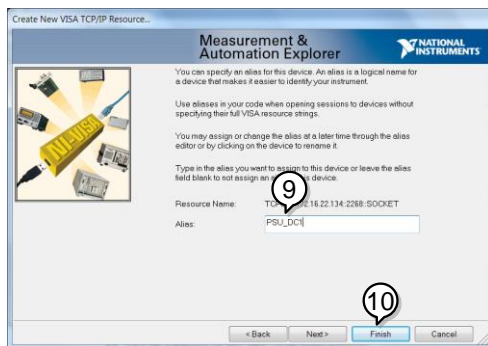 Create New VISA TCP/IP Resource...
Measurement &
Automation Explorer
NATIONAL
INSTRUMENTS
NI-VISA
You can specify an alias for this device. An alias is a logical name for
a device that makes it easier to identify your instrument.
Use aliases in your code when opening sessions to devices without
specifying their full VISA resource strings.
You may assign or change the alias at a later time through the alias
editor or by clicking on the device to rename it.
Type in the alias you want to assign to this device or leave the alias
field blank to not assign an device.
9
Resource Name: 2.16.22.134::2268::SOCKET
Alias: PSU_DC1
10
< Back Next > Finish Cancel